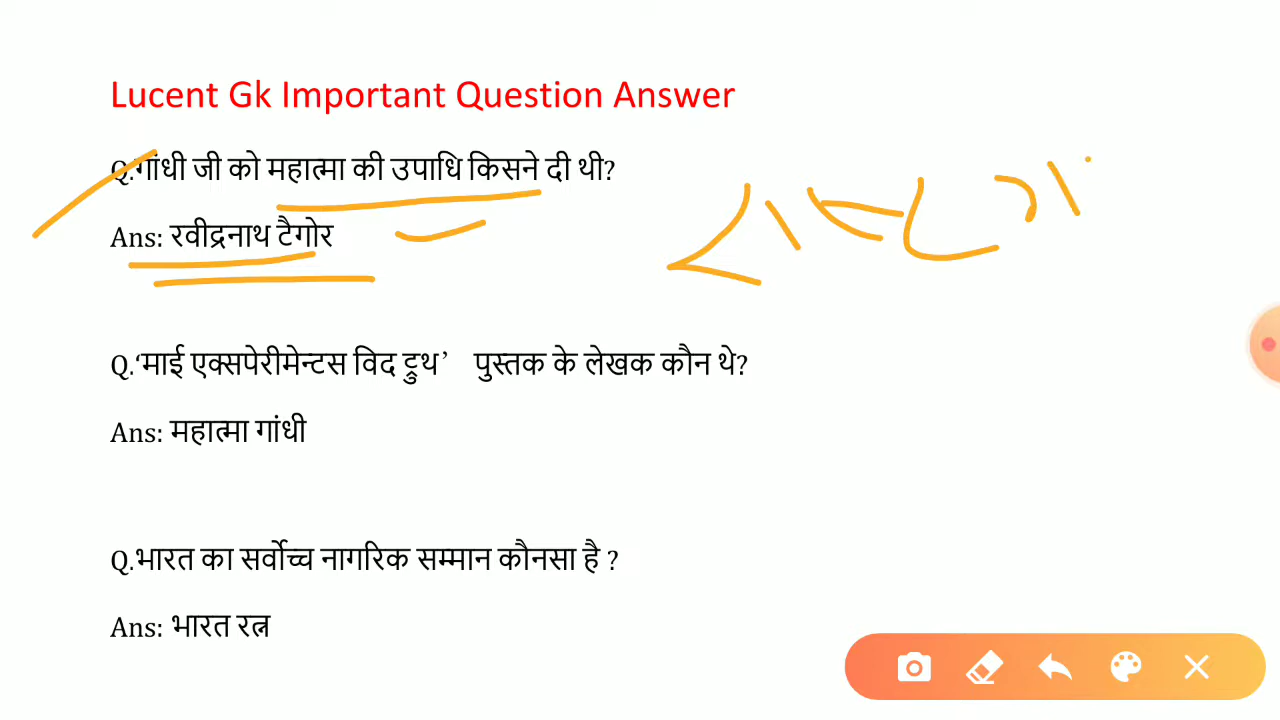 Lucent Gk Important Question Answer
Q.गांधी जी को महात्मा की उपाधि किसने दी थी?
Ans: रवीद्रनाथ टैगोर
Q.‘माई एक्सपेरीमेन्टस विद ट्रुथ’ पुस्तक के लेखक कौन थे?
Ans: महात्मा गांधी
Q.भारत का सर्वोच्च नागरिक सम्मान कौनसा है ?
Ans: भारत रत्न